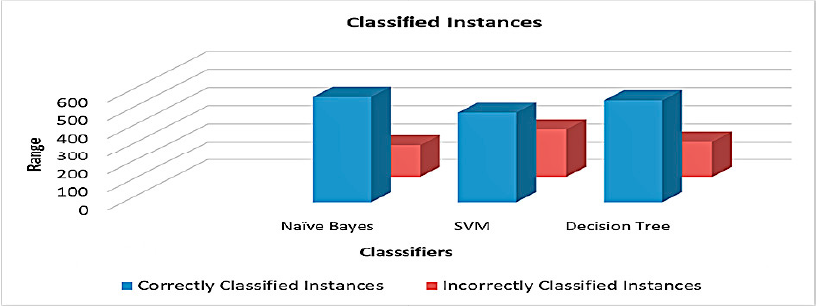 Classified Instances
600
500
400
300
200
100
0
Range
Naïve Bayes
SVM
Decision Tree
Classsifiers
Correctly Classified Instances
Incorrectly Classified Instances